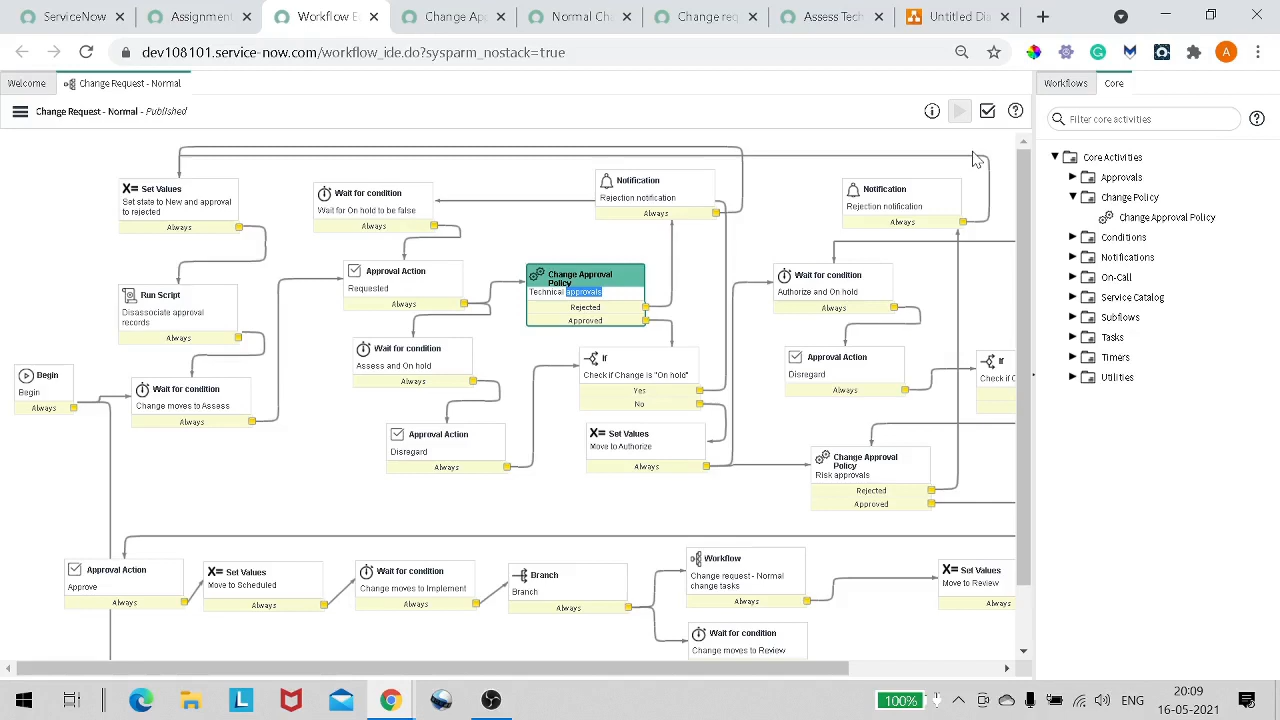 Servic
Assignm
Workflow E
Change Ap
Normal Cha
Change req
Assess Tech
Untitled Dia
dev108101.service-now.com/workflow_ide.do?sysparm_nostack=true
A
Welcome
Change Request - Normal
Workflows
Core
Change Request - Normal - Published
Filter core activities
Core Activities
Approvals
Change Policy
Change Approval Policy
Conditions
Notifications
On-Call
Service Catalog
Subflows
Tasks
Timers
Utilities
X= Set Values
Set state to New and approval
to rejected
Always
Wait for condition
Wait for On hold to be false
Always
Notification
Rejection notification
Always
Notification
Rejection notification
Always
Run Script
Disassociate approval
records
Always
Approval Action
Requested
Always
Change Approval
Policy
Technical approvals
Rejected
Approved
Wait for condition
Authorize and On hold
Always
Begin
Begin
Always
Wait for condition
Change moves to Assess
Always
Wait for condition
Assess and On hold
Always
If
Check if Change is "On hold"
Yes
No
Approval Action
Disregard
Always
If
Check if C
Approval Action
Disregard
Always
X= Set Values
Move to Authorize
Always
Change Approval
Policy
Risk approvals
Rejected
Approved
Approval Action
Approve
Always
X= Set Values
Move to Scheduled
Always
Wait for condition
Change moves to Implement
Always
Branch
Branch
Always
Workflow
Change request - Normal
change tasks
Always
X= Set Values
Move to Review
Always
Wait for condition
Change moves to Review
100%
ENG
20:09
16-05-2021